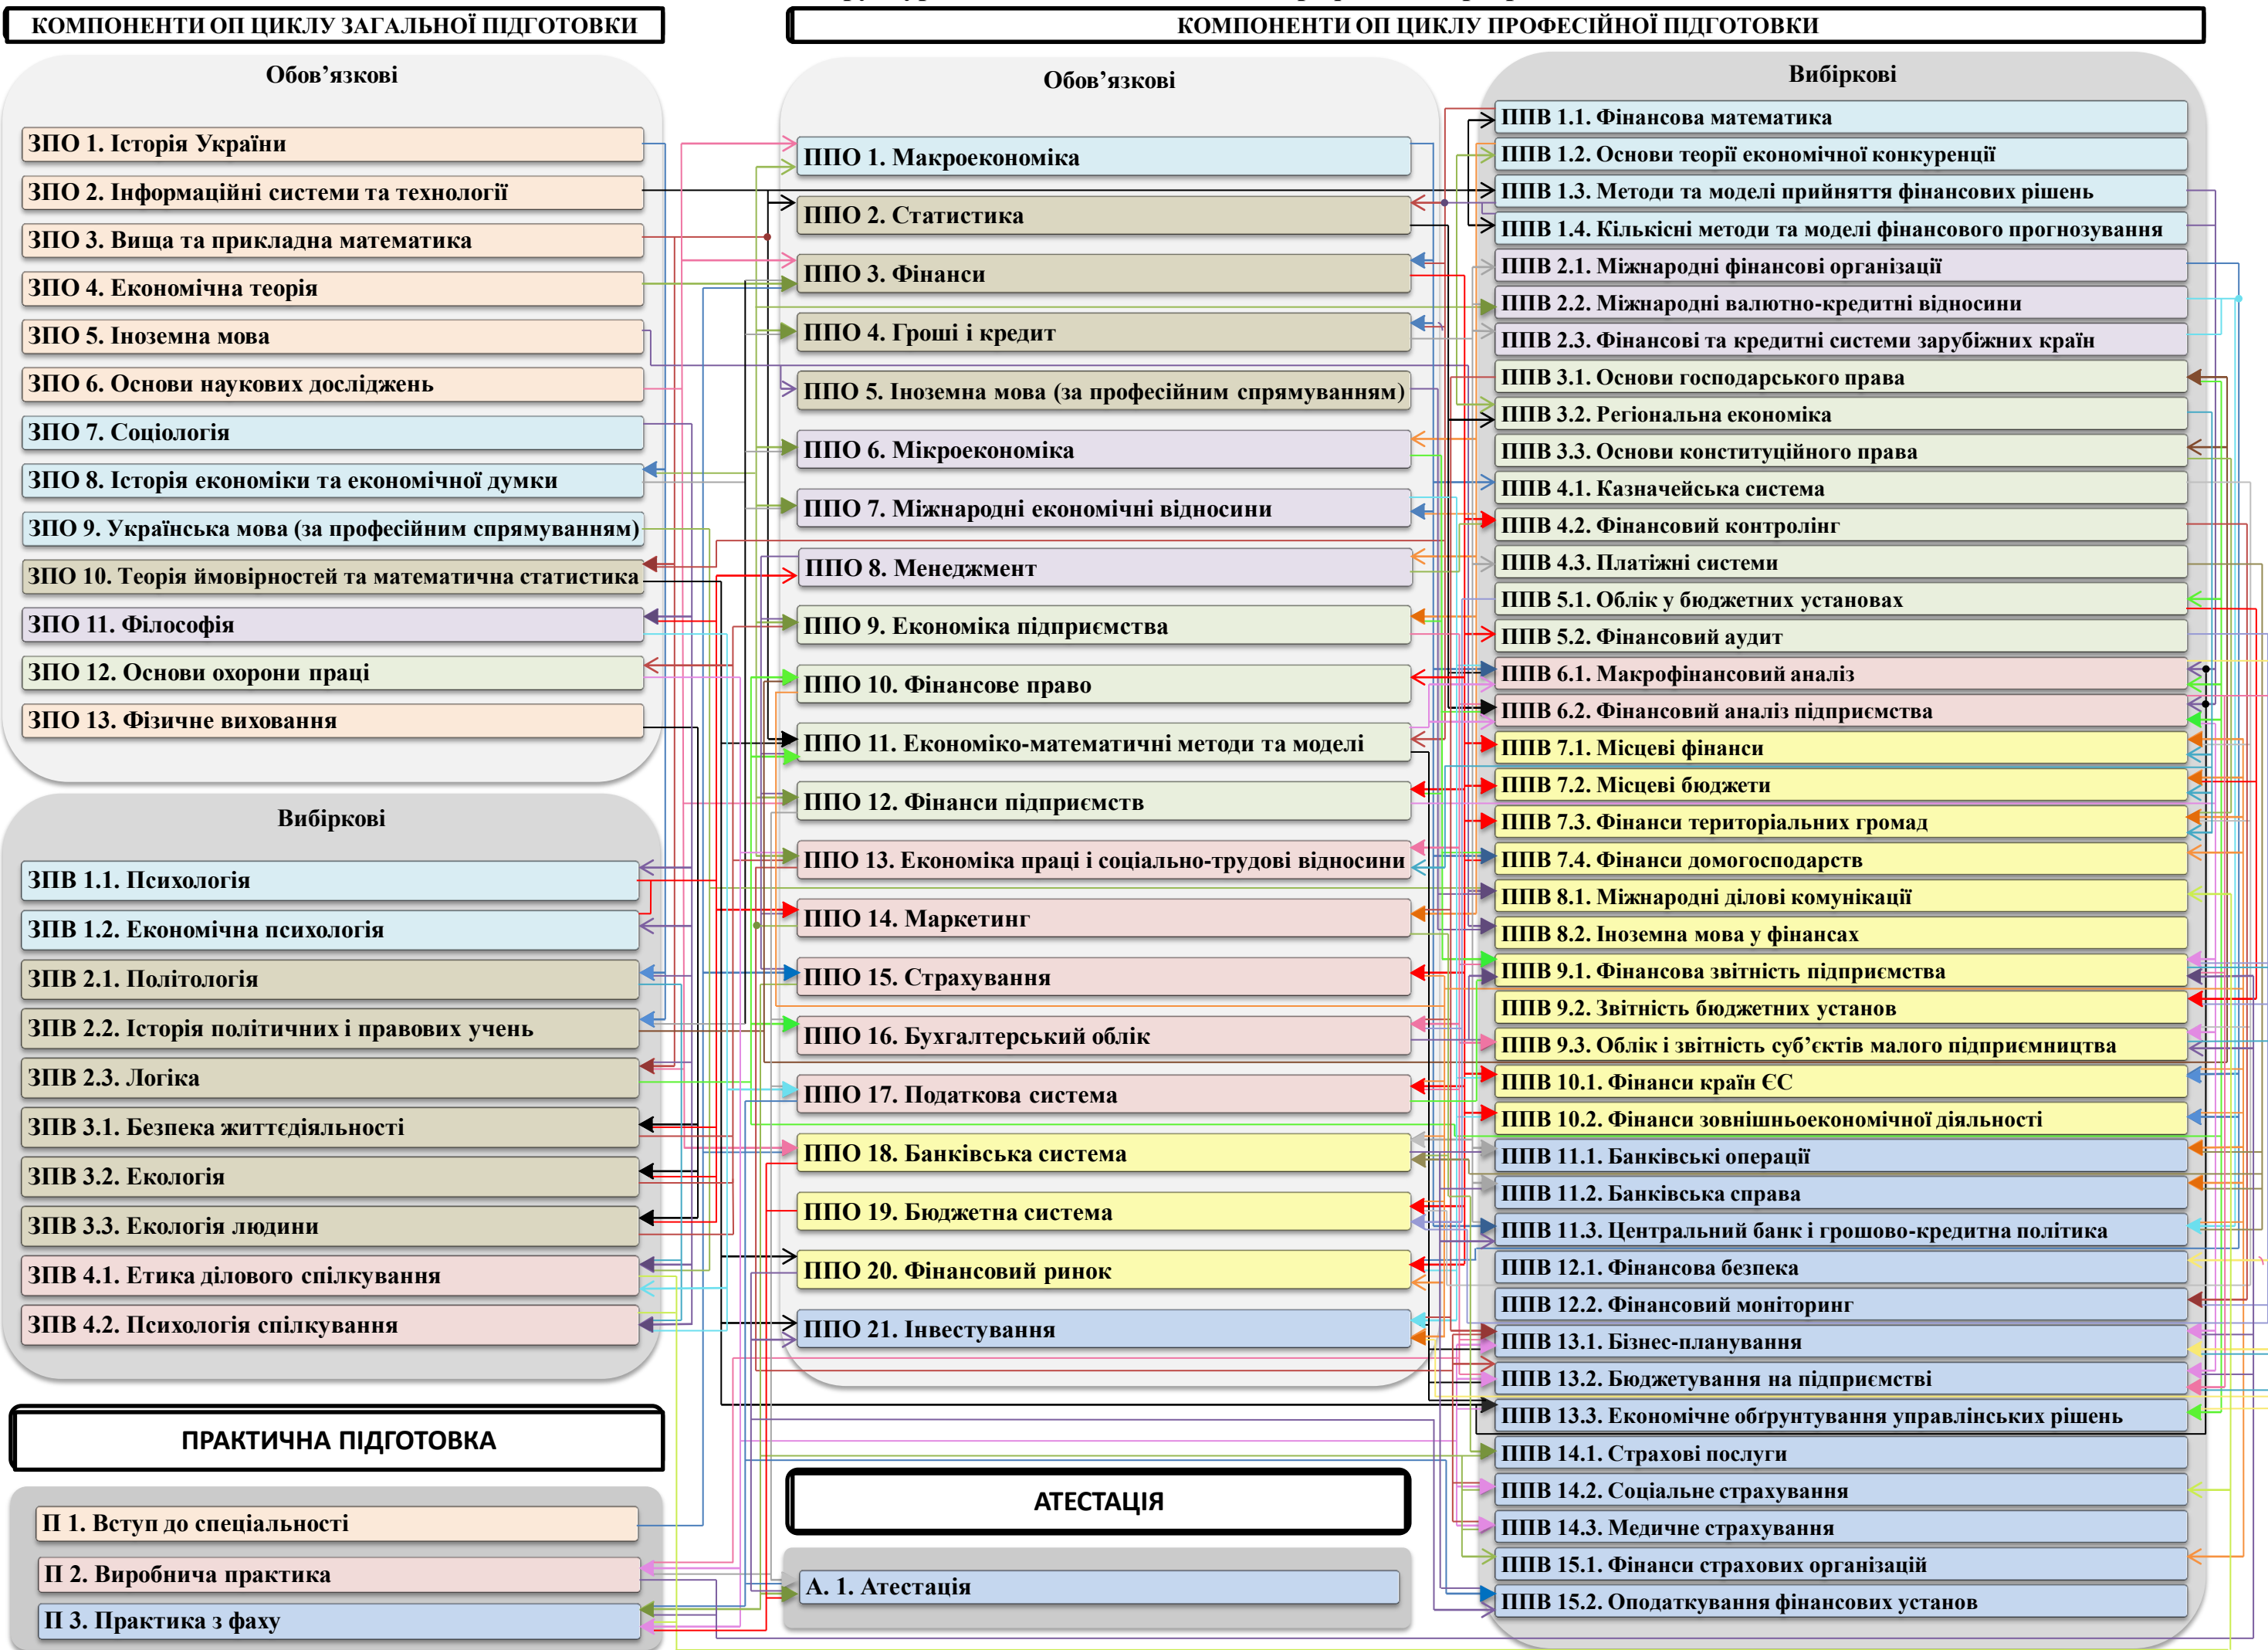 КОМПОНЕНТИ ОП ЦИКЛУ ЗАГАЛЬНОЇ ПІДГОТОВКИ
Обов’язкові
ЗПО 1. Історія України
ЗПО 2. Інформаційні системи та технології
ЗПО 3. Вища та прикладна математика
ЗПО 4. Економічна теорія
ЗПО 5. Іноземна мова
ЗПО 6. Основи наукових досліджень
ЗПО 7. Соціологія
ЗПО 8. Історія економіки та економічної думки
ЗПО 9. Українська мова (за професійним спрямуванням)
ЗПО 10. Теорія ймовірностей та математична статистика
ЗПО 11. Філософія
ЗПО 12. Основи охорони праці
ЗПО 13. Фізичне виховання
Вибіркові
ЗПВ 1.1. Психологія
ЗПВ 1.2. Економічна психологія
ЗПВ 2.1. Політологія
ЗПВ 2.2. Історія політичних і правових учень
ЗПВ 2.3. Логіка
ЗПВ 3.1. Безпека життєдіяльності
ЗПВ 3.2. Екологія
ЗПВ 3.3. Екологія людини
ЗПВ 4.1. Етика ділового спілкування
ЗПВ 4.2. Психологія спілкування
ПРАКТИЧНА ПІДГОТОВКА
П 1. Вступ до спеціальності
П 2. Виробнича практика
П 3. Практика з фаху
КОМПОНЕНТИ ОП ЦИКЛУ ПРОФЕСІЙНОЇ ПІДГОТОВКИ
Обов’язкові
ППО 1. Макроекономіка
ППО 2. Статистика
ППО 3. Фінанси
ППО 4. Гроші і кредит
ППО 5. Іноземна мова (за професійним спрямуванням)
ППО 6. Мікроекономіка
ППО 7. Міжнародні економічні відносини
ППО 8. Менеджмент
ППО 9. Економіка підприємства
ППО 10. Фінансове право
ППО 11. Економіко-математичні методи та моделі
ППО 12. Фінанси підприємств
ППО 13. Економіка праці і соціально-трудові відносини
ППО 14. Маркетинг
ППО 15. Страхування
ППО 16. Бухгалтерський облік
ППО 17. Податкова система
ППО 18. Банківська система
ППО 19. Бюджетна система
ППО 20. Фінансовий ринок
ППО 21. Інвестування
АТЕСТАЦІЯ
А. 1. Атестація
Вибіркові
ППВ 1.1. Фінансова математика
ППВ 1.2. Основи теорії економічної конкуренції
ППВ 1.3. Методи та моделі прийняття фінансових рішень
ППВ 1.4. Кількісні методи та моделі фінансового прогнозування
ППВ 2.1. Міжнародні фінансові організації
ППВ 2.2. Міжнародні валютно-кредитні відносини
ППВ 2.3. Фінансові та кредитні системи зарубіжних країн
ППВ 3.1. Основи господарського права
ППВ 3.2. Регіональна економіка
ППВ 3.3. Основи конституційного права
ППВ 4.1. Казначейська система
ППВ 4.2. Фінансовий контролінг
ППВ 4.3. Платіжні системи
ППВ 5.1. Облік у бюджетних установах
ППВ 5.2. Фінансовий аудит
ППВ 6.1. Макрофінансовий аналіз
ППВ 6.2. Фінансовий аналіз підприємства
ППВ 7.1. Місцеві фінанси
ППВ 7.2. Місцеві бюджети
ППВ 7.3. Фінанси територіальних громад
ППВ 7.4. Фінанси домогосподарств
ППВ 8.1. Міжнародні ділові комунікації
ППВ 8.2. Іноземна мова у фінансах
ППВ 9.1. Фінансова звітність підприємства
ППВ 9.2. Звітність бюджетних установ
ППВ 9.3. Облік і звітність суб’єктів малого підприємництва
ППВ 10.1. Фінанси країн ЄС
ППВ 10.2. Фінанси зовнішньоекономічної діяльності
ППВ 11.1. Банківські операції
ППВ 11.2. Банківська справа
ППВ 11.3. Центральний банк і грошово-кредитна політика
ППВ 12.1. Фінансова безпека
ППВ 12.2. Фінансовий моніторинг
ППВ 13.1. Бізнес-планування
ППВ 13.2. Бюджетування на підприємстві
ППВ 13.3. Економічне обґрунтування управлінських рішень
ППВ 14.1. Страхові послуги
ППВ 14.2. Соціальне страхування
ППВ 14.3. Медичне страхування
ППВ 15.1. Фінанси страхових організацій
ППВ 15.2. Оподаткування фінансових установ